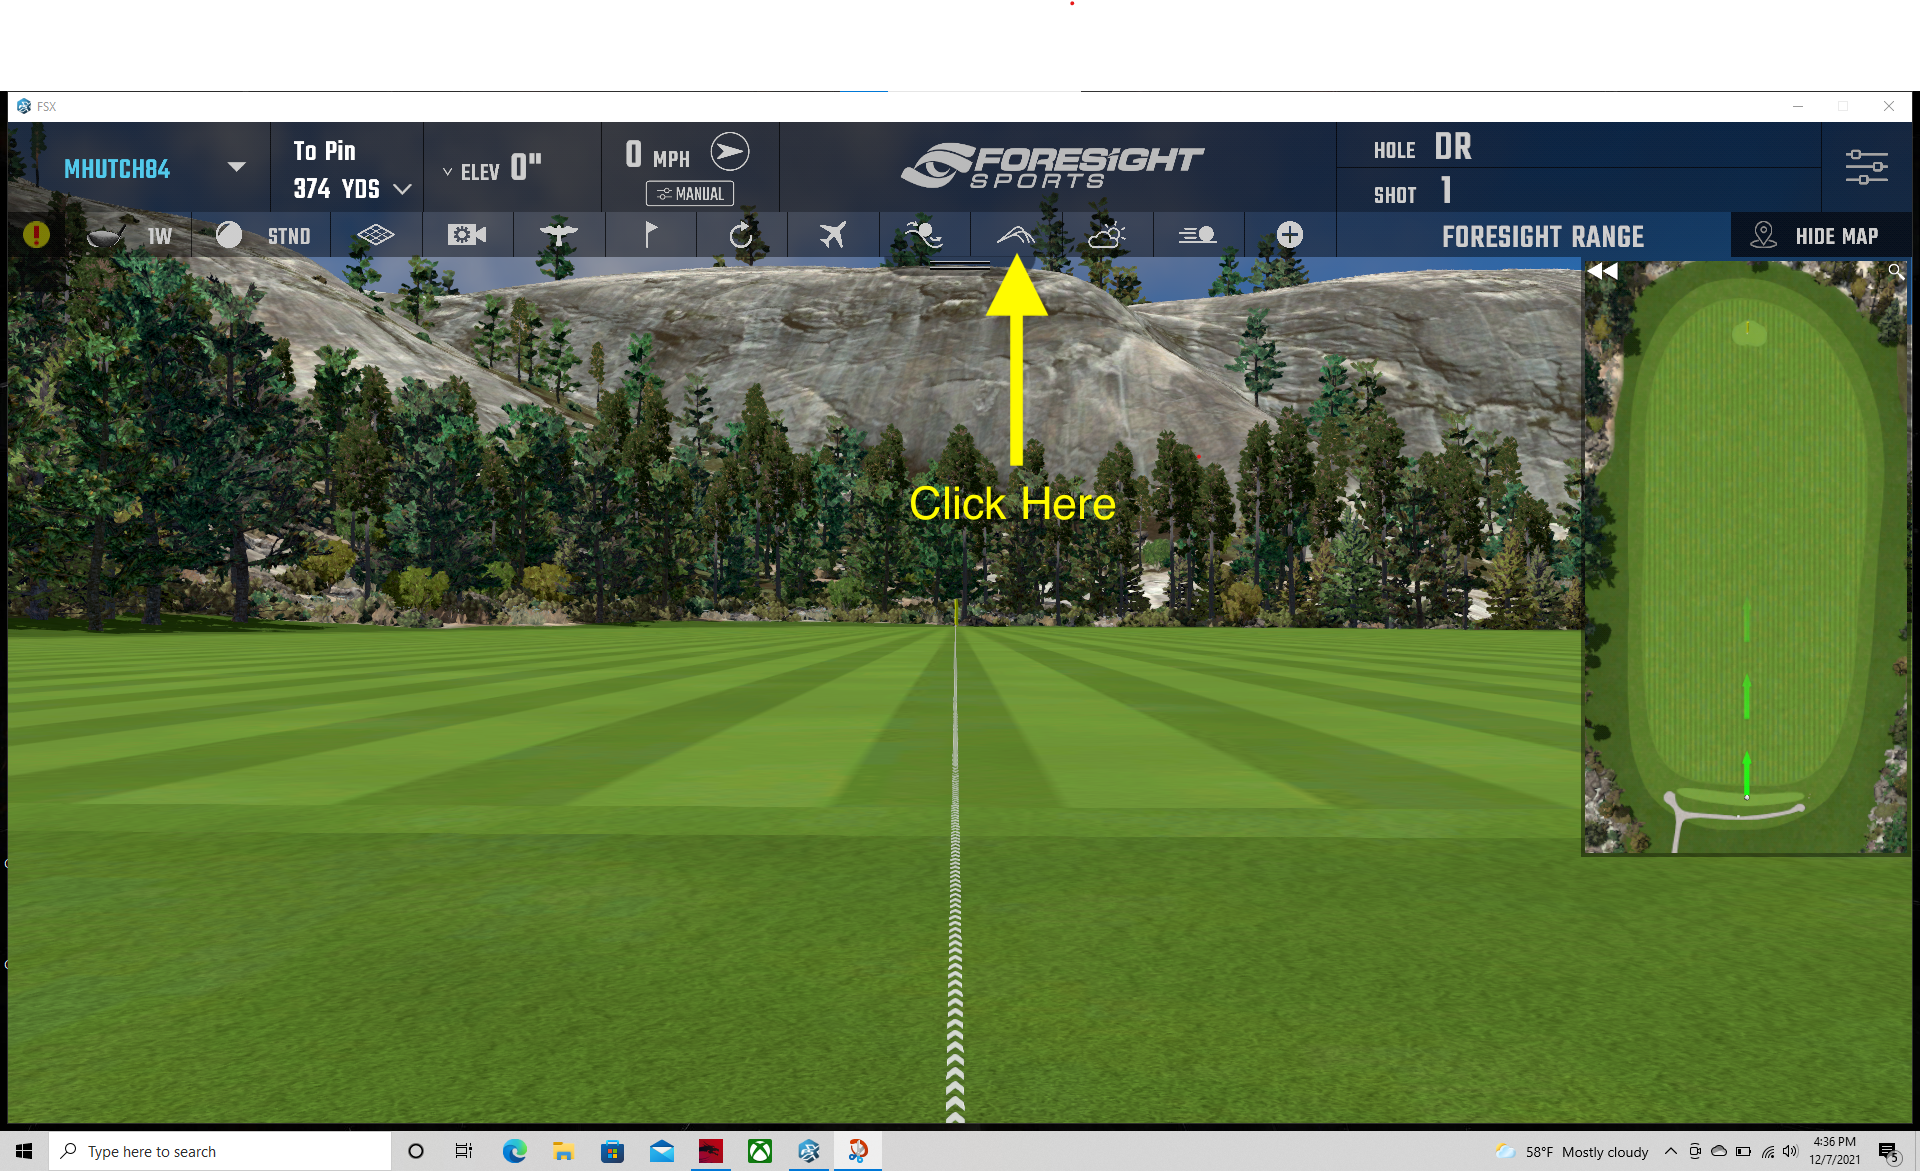 FSX
MHUTCH84
To Pin
374 YDS
ELEV 0"
0 MPH
MANUAL
FORESIGHT
SPORTS
HOLE DR
SHOT 1
1W
STND
FORESIGHT RANGE
HIDE MAP
Click Here
Type here to search
58°F Mostly cloudy
4:36 PM
12/7/2021
5